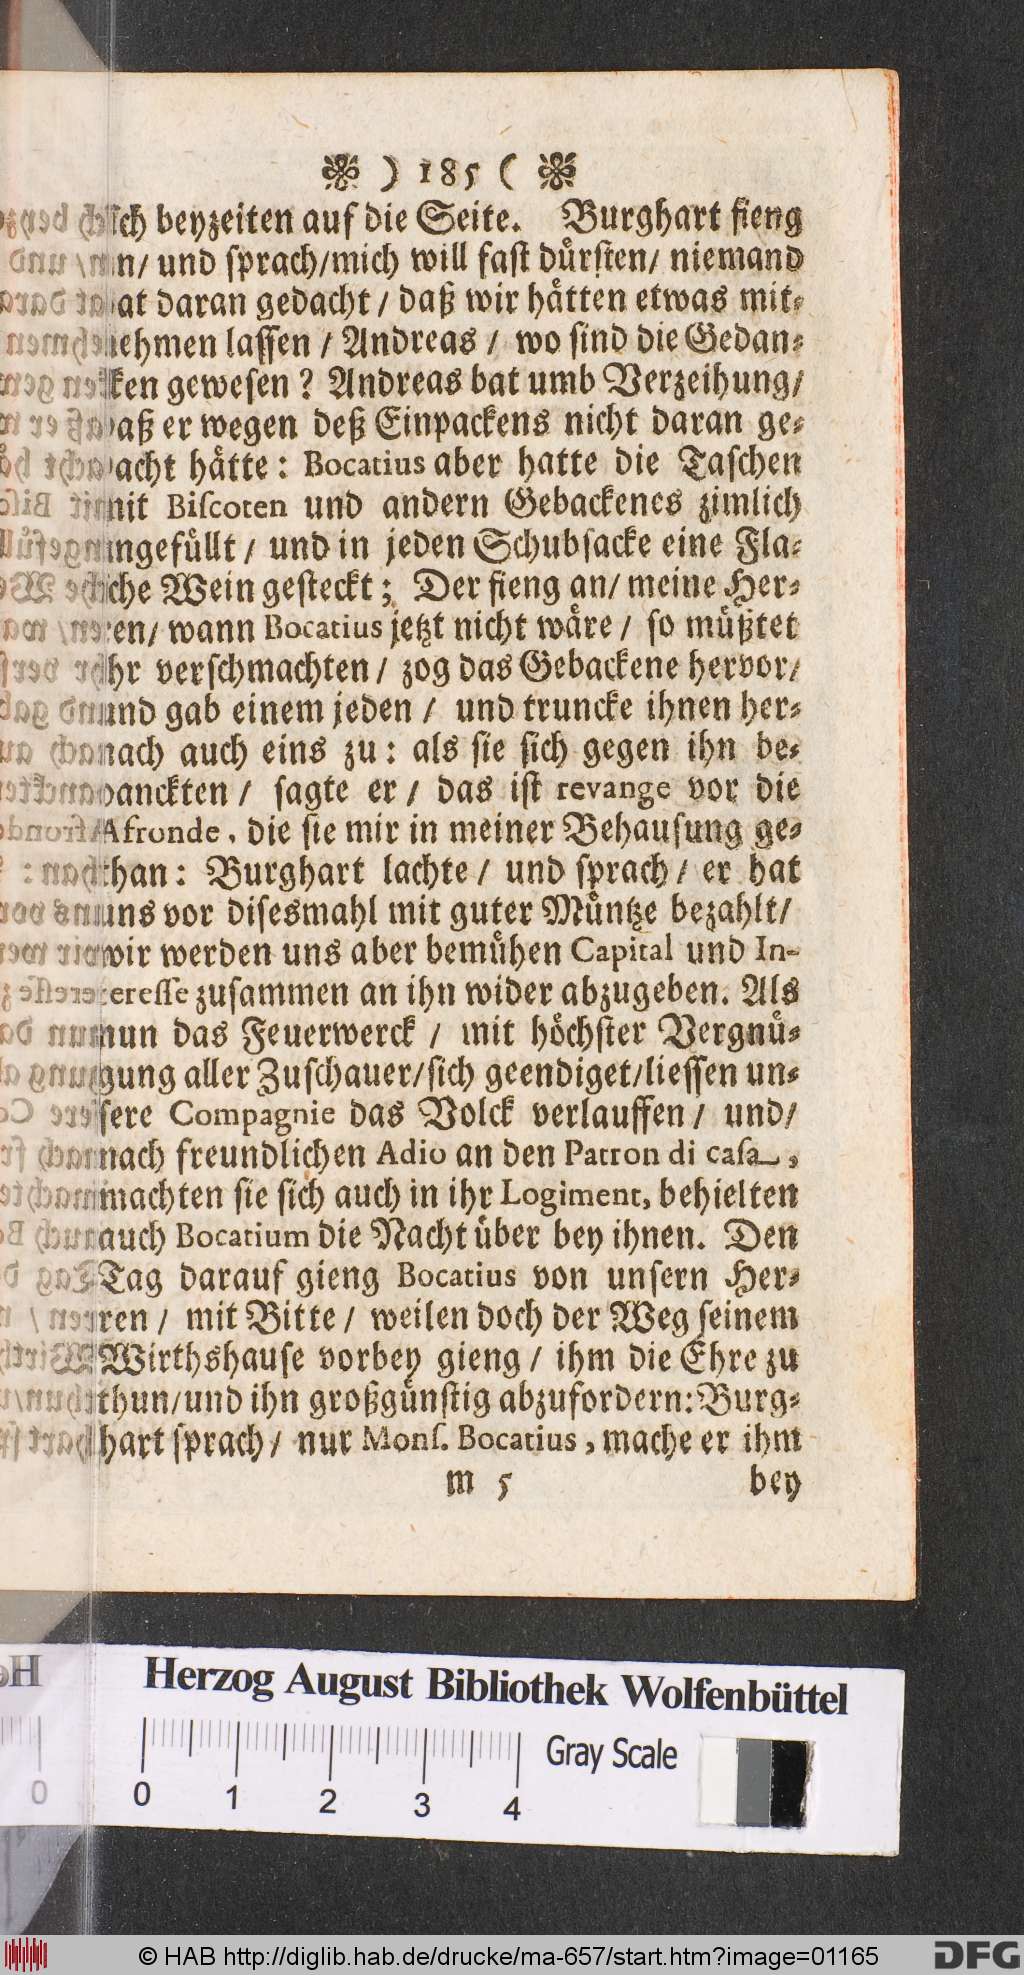 ) 185 (
sich beyzeiten auf die Seite. Burghart fieng
an/ und sprach/mich will fast dürsten/ niemand
hat daran gedacht / daß wir hätten etwas mit-
nehmen lassen / Andreas / wo sind die Gedan-
cken gewesen ? Andreas bat umb Verzeihung/
daß er wegen deß Einpackens nicht daran ge-
dacht hätte : Bocatius aber hatte die Taschen
mit Biscoten und andern Gebackenes zimlich
angefüllt / und in jeden Schubsacke eine Fla-
sche Wein gesteckt ; Der fieng an/ meine Her-
ren/ wann Bocatius jetzt nicht wäre / so müßtet
ihr verschmachten / zog das Gebackene hervor/
und gab einem jeden / und truncke ihnen her-
nach auch eins zu : als sie sich gegen ihn be-
danckten / sagte er / das ist revange vor die
Afronde, die sie mir in meiner Behausung ge-
than : Burghart lachte / und sprach / er hat
uns vor disesmahl mit guter Müntze bezahlt/
wir werden uns aber bemühen Capital und In-
teresse zusammen an ihn wider abzugeben. Als
nun das Feuerwerck / mit höchster Vergnü-
gung aller Zuschauer/sich geendiget/liessen un-
sere Compagnie das Volck verlauffen / und/
nach freundlichen Adio an den Patron di casa,
machten sie sich auch in ihr Logiment, behielten
auch Bocatium die Nacht über bey ihnen. Den
Tag darauf gieng Bocatius von unsern Her-
ren / mit Bitte / weilen doch der Weg seinem
Wirthshause vorbey gieng / ihm die Ehre zu
thun/und ihn großgünstig abzufordern: Burg-
hart sprach / nur Mons. Bocatius, mache er ihm
m 5 bey
Herzog August Bibliothek Wolfenbüttel
Gray Scale
0 0 1 2 3 4
© HAB http://diglib.hab.de/drucke/ma-657/start.htm?image=01165
DFG